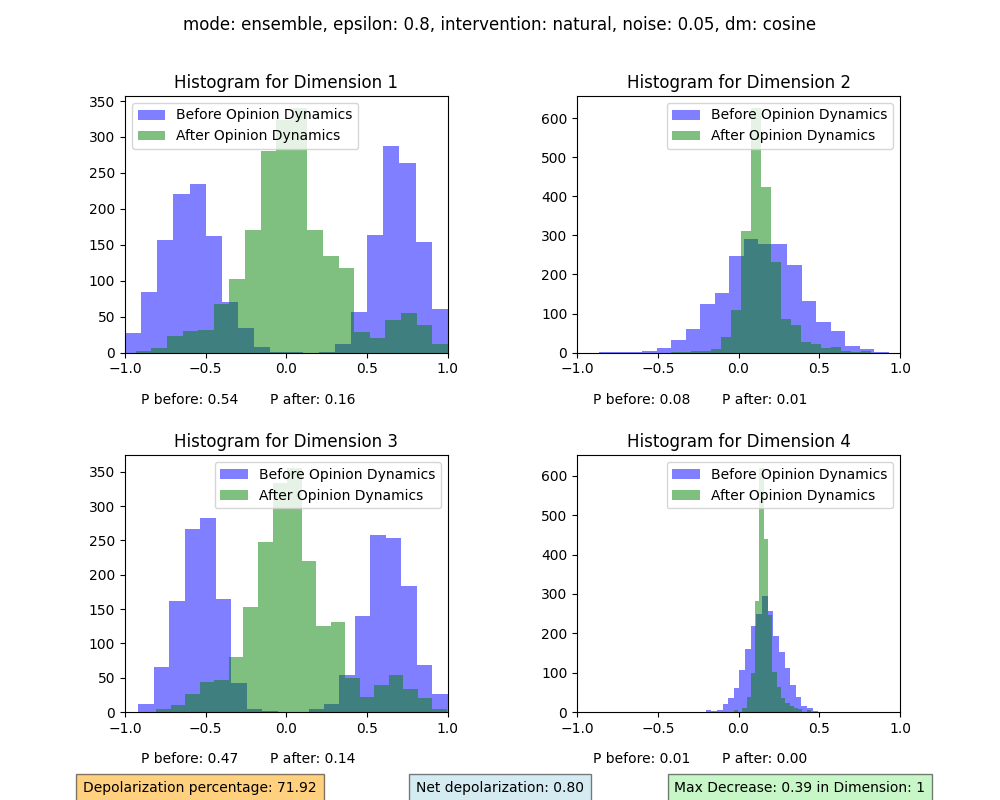 mode: ensemble, epsilon: 0.8, intervention: natural, noise: 0.05, dm: cosine
Histogram for Dimension 1
Before Opinion Dynamics
After Opinion Dynamics
350
300
250
200
150
100
50
0
−1.0 −0.5 0.0 0.5 1.0
P before: 0.54 P after: 0.16
Histogram for Dimension 2
Before Opinion Dynamics
After Opinion Dynamics
600
500
400
300
200
100
0
−1.0 −0.5 0.0 0.5 1.0
P before: 0.08 P after: 0.01
Histogram for Dimension 3
Before Opinion Dynamics
After Opinion Dynamics
350
300
250
200
150
100
50
0
−1.0 −0.5 0.0 0.5 1.0
P before: 0.47 P after: 0.14
Histogram for Dimension 4
Before Opinion Dynamics
After Opinion Dynamics
600
500
400
300
200
100
0
−1.0 −0.5 0.0 0.5 1.0
P before: 0.01 P after: 0.00
Depolarization percentage: 71.92
Net depolarization: 0.80
Max Decrease: 0.39 in Dimension: 1